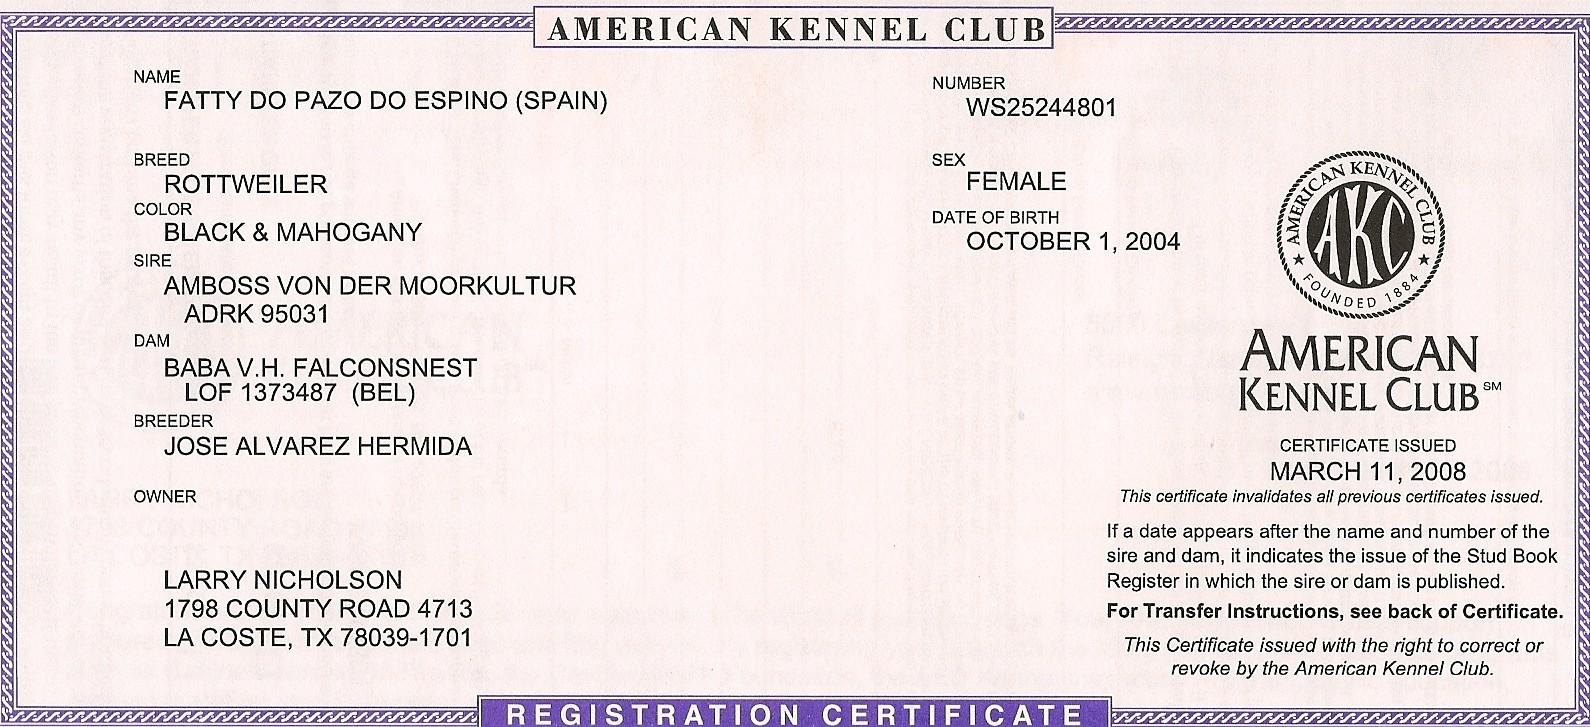 AMERICAN KENNEL CLUB
NAME
FATTY DO PAZO DO ESPINO (SPAIN)
NUMBER
WS25244801
BREED
ROTTWEILER
SEX
FEMALE
COLOR
BLACK & MAHOGANY
DATE OF BIRTH
OCTOBER 1, 2004
SIRE
AMBOSS VON DER MOORKULTUR
ADRK 95031
DAM
BABA V.H. FALCONSNEST
LOF 1373487 (BEL)
BREEDER
JOSE ALVAREZ HERMIDA
OWNER
LARRY NICHOLSON
1798 COUNTY ROAD 4713
LA COSTE, TX 78039-1701
AMERICAN KENNEL CLUB
AKC
FOUNDED 1884
AMERICAN
KENNEL CLUB SM
CERTIFICATE ISSUED
MARCH 11, 2008
This certificate invalidates all previous certificates issued.
If a date appears after the name and number of the
sire and dam, it indicates the issue of the Stud Book
Register in which the sire or dam is published.
For Transfer Instructions, see back of Certificate.
This Certificate issued with the right to correct or
revoke by the American Kennel Club.
REGISTRATION CERTIFICATE